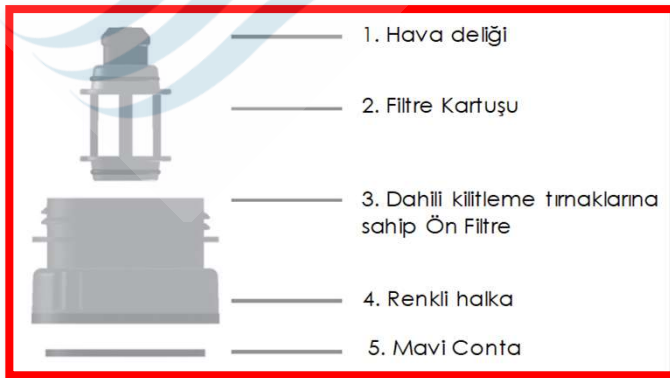 1. Hava deliği
2. Filtre Kartuşu
3. Dahili kilitleme tırnaklarına
sahip Ön Filtre
4. Renkli halka
5. Mavi Conta